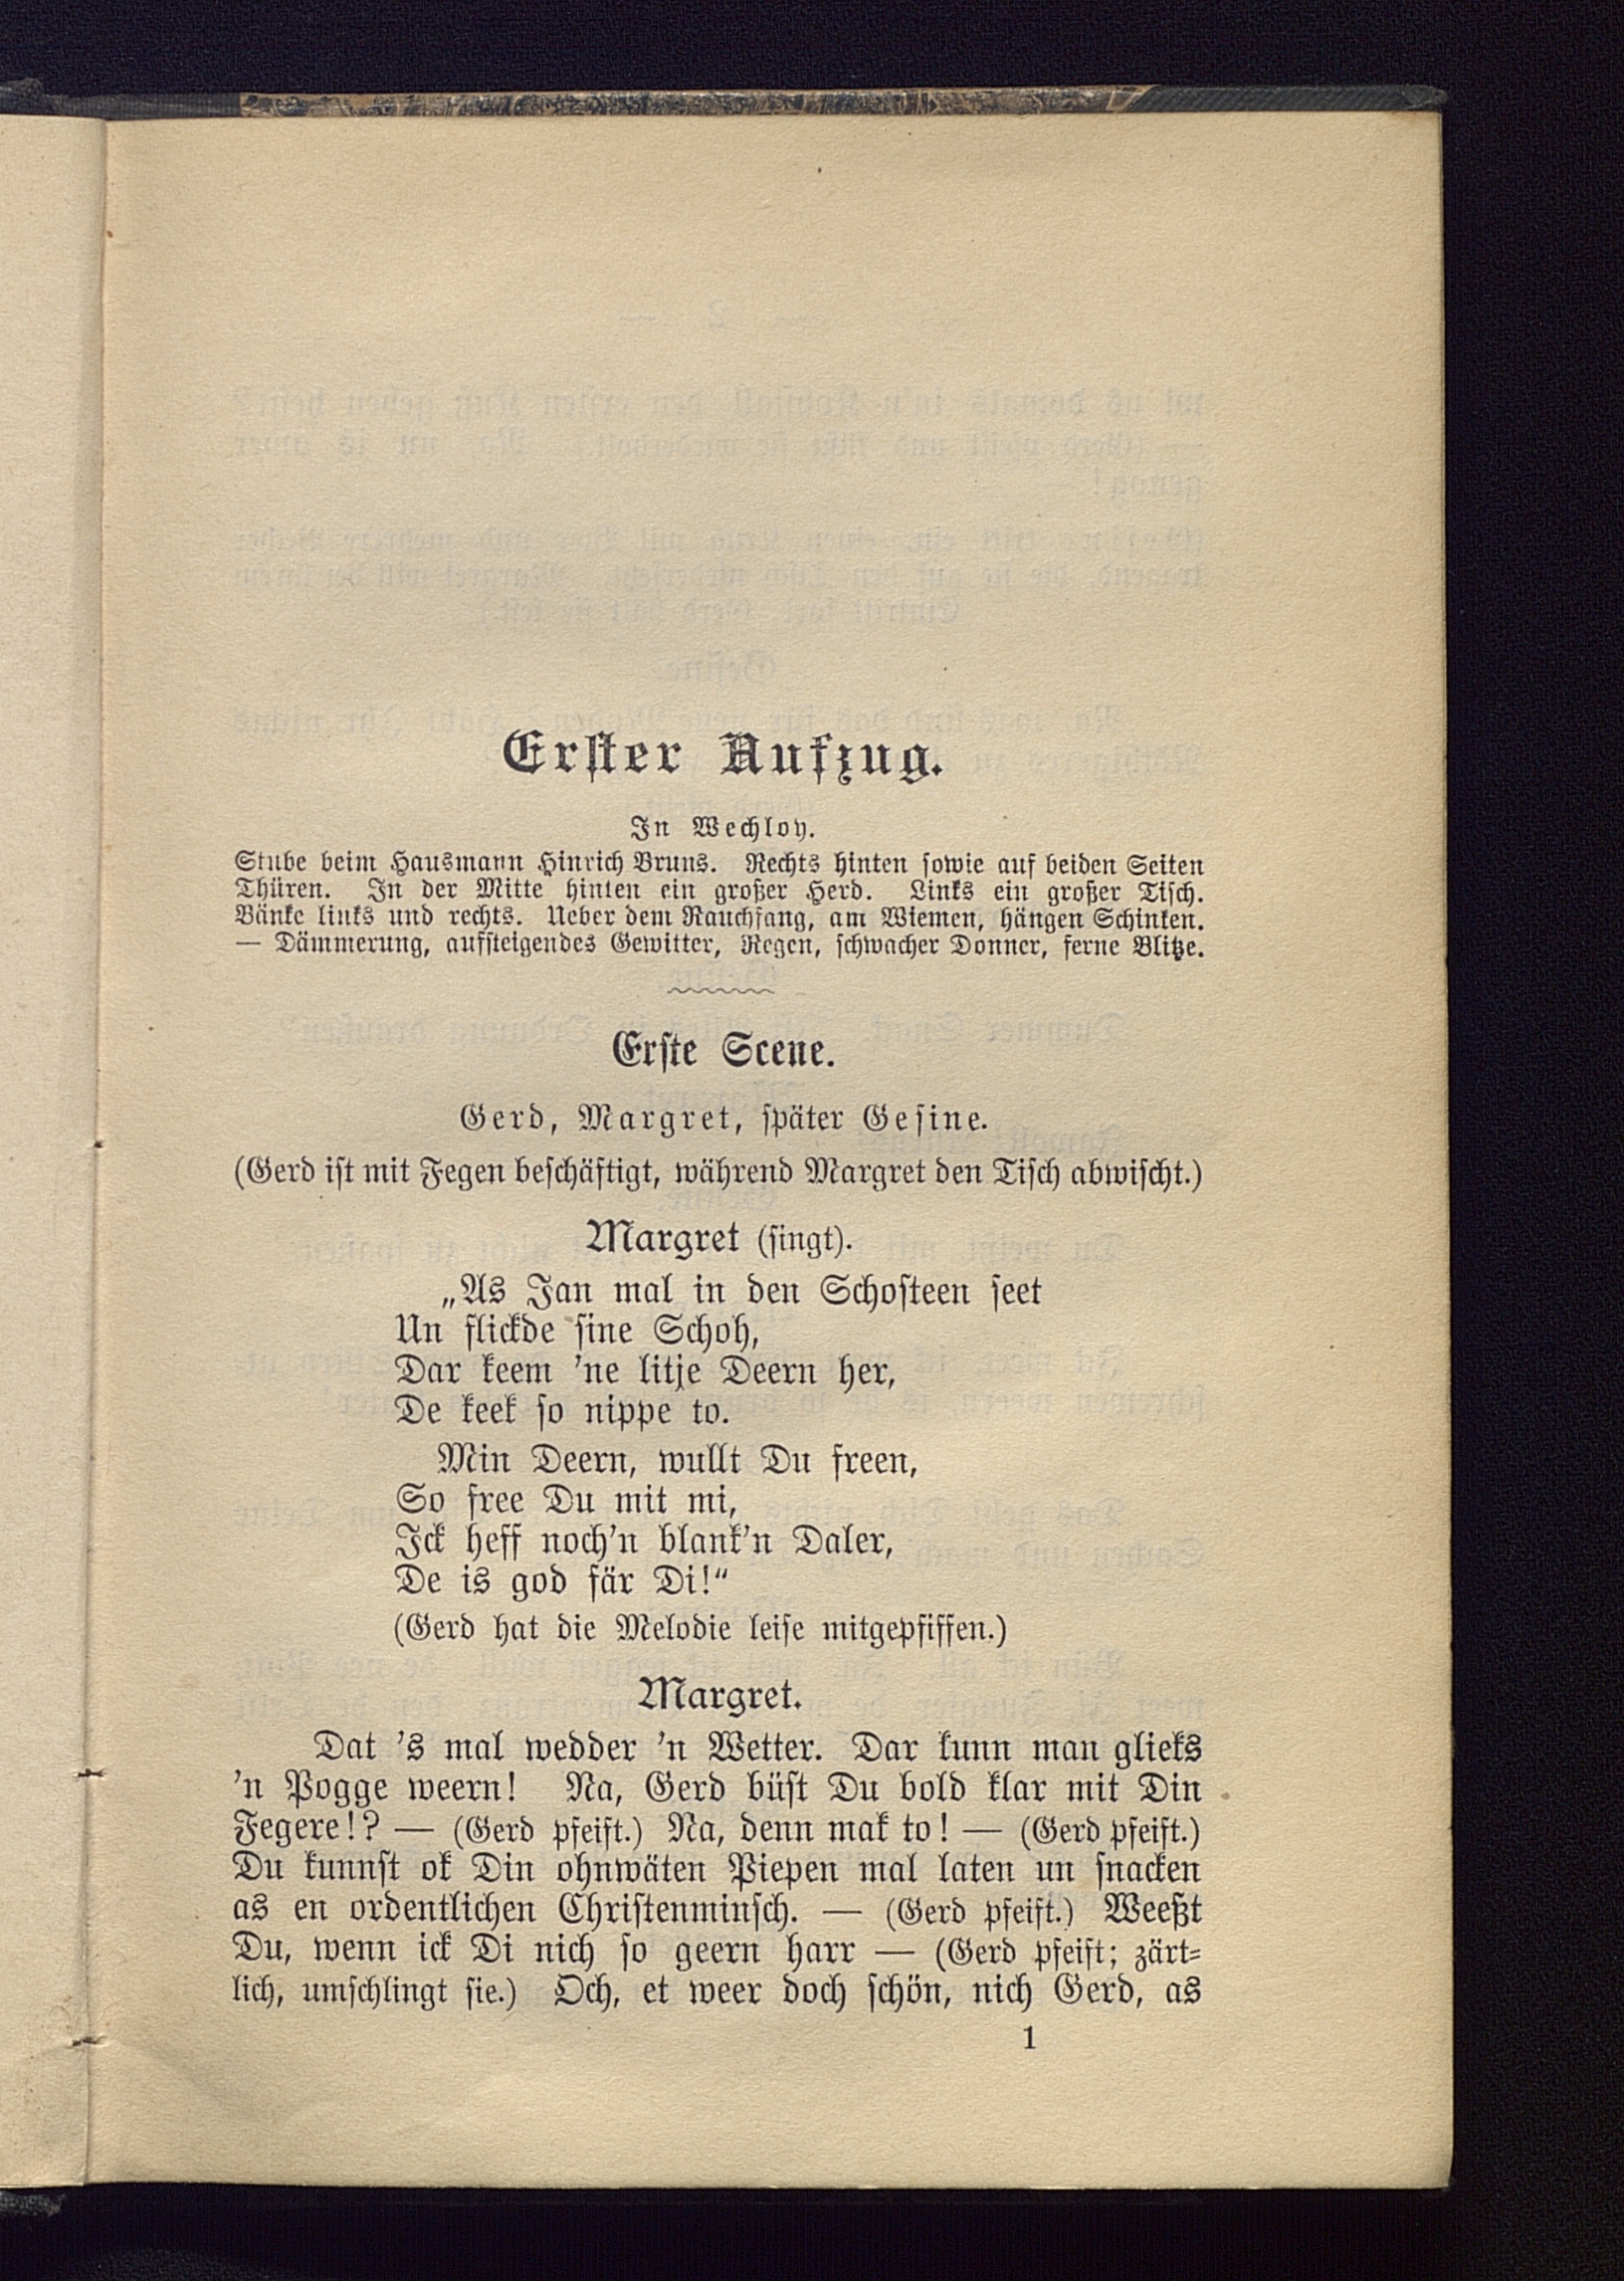 Erster Aufzug.
In Wechloy.
Stube beim Hausmann Hinrich Bruns. Rechts hinten sowie auf beiden Seiten
Thüren. In der Mitte hinten ein großer Herd. Links ein großer Tisch.
Bänke links und rechts. Ueber dem Rauchfang, am Wiemen, hängen Schinken.
— Dämmerung, aufsteigendes Gewitter, Regen, schwacher Donner, ferne Blitze.
Erste Scene.
Gerd, Margret, später Gesine.
(Gerd ist mit Fegen beschäftigt, während Margret den Tisch abwischt.)
Margret (singt).
„As Jan mal in den Schosteen seet
Un flickde sine Schoh,
Dar keem 'ne litje Deern her,
De keek so nippe to.
Min Deern, wullt Du freen,
So free Du mit mi,
Ick heff noch'n blank'n Daler,
De is god fär Di!“
(Gerd hat die Melodie leise mitgepfiffen.)
Margret.
Dat 's mal wedder 'n Wetter. Dar kunn man glieks
'n Pogge weern! Na, Gerd büst Du bold klar mit Din
Fegere!? — (Gerd pfeift.) Na, denn mak to! — (Gerd pfeift.)
Du kunnst ok Din ohnwäten Piepen mal laten un snacken
as en ordentlichen Christenminsch. — (Gerd pfeift.) Weeßt
Du, wenn ick Di nich so geern harr — (Gerd pfeift; zärt-
lich, umschlingt sie.) Och, et weer doch schön, nich Gerd, as
1